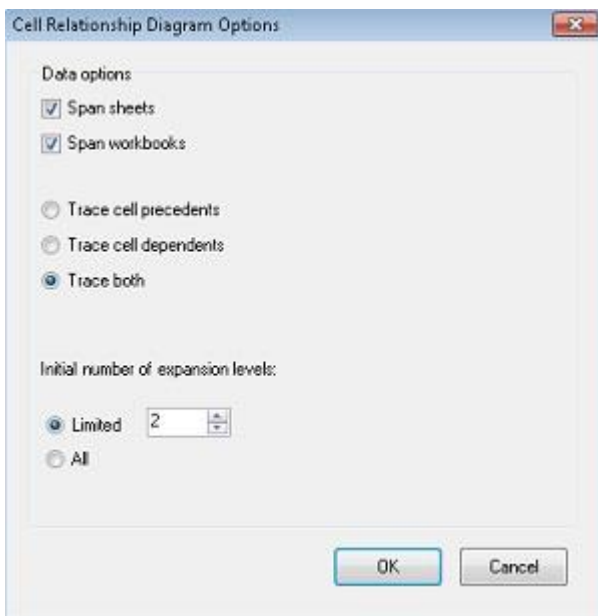 Cell Relationship Diagram Options
Data options
Span sheets
Span workbooks
Trace cell precedents
Trace cell dependents
Trace both
Initial number of expansion levels:
Limited 2
All
OK Cancel